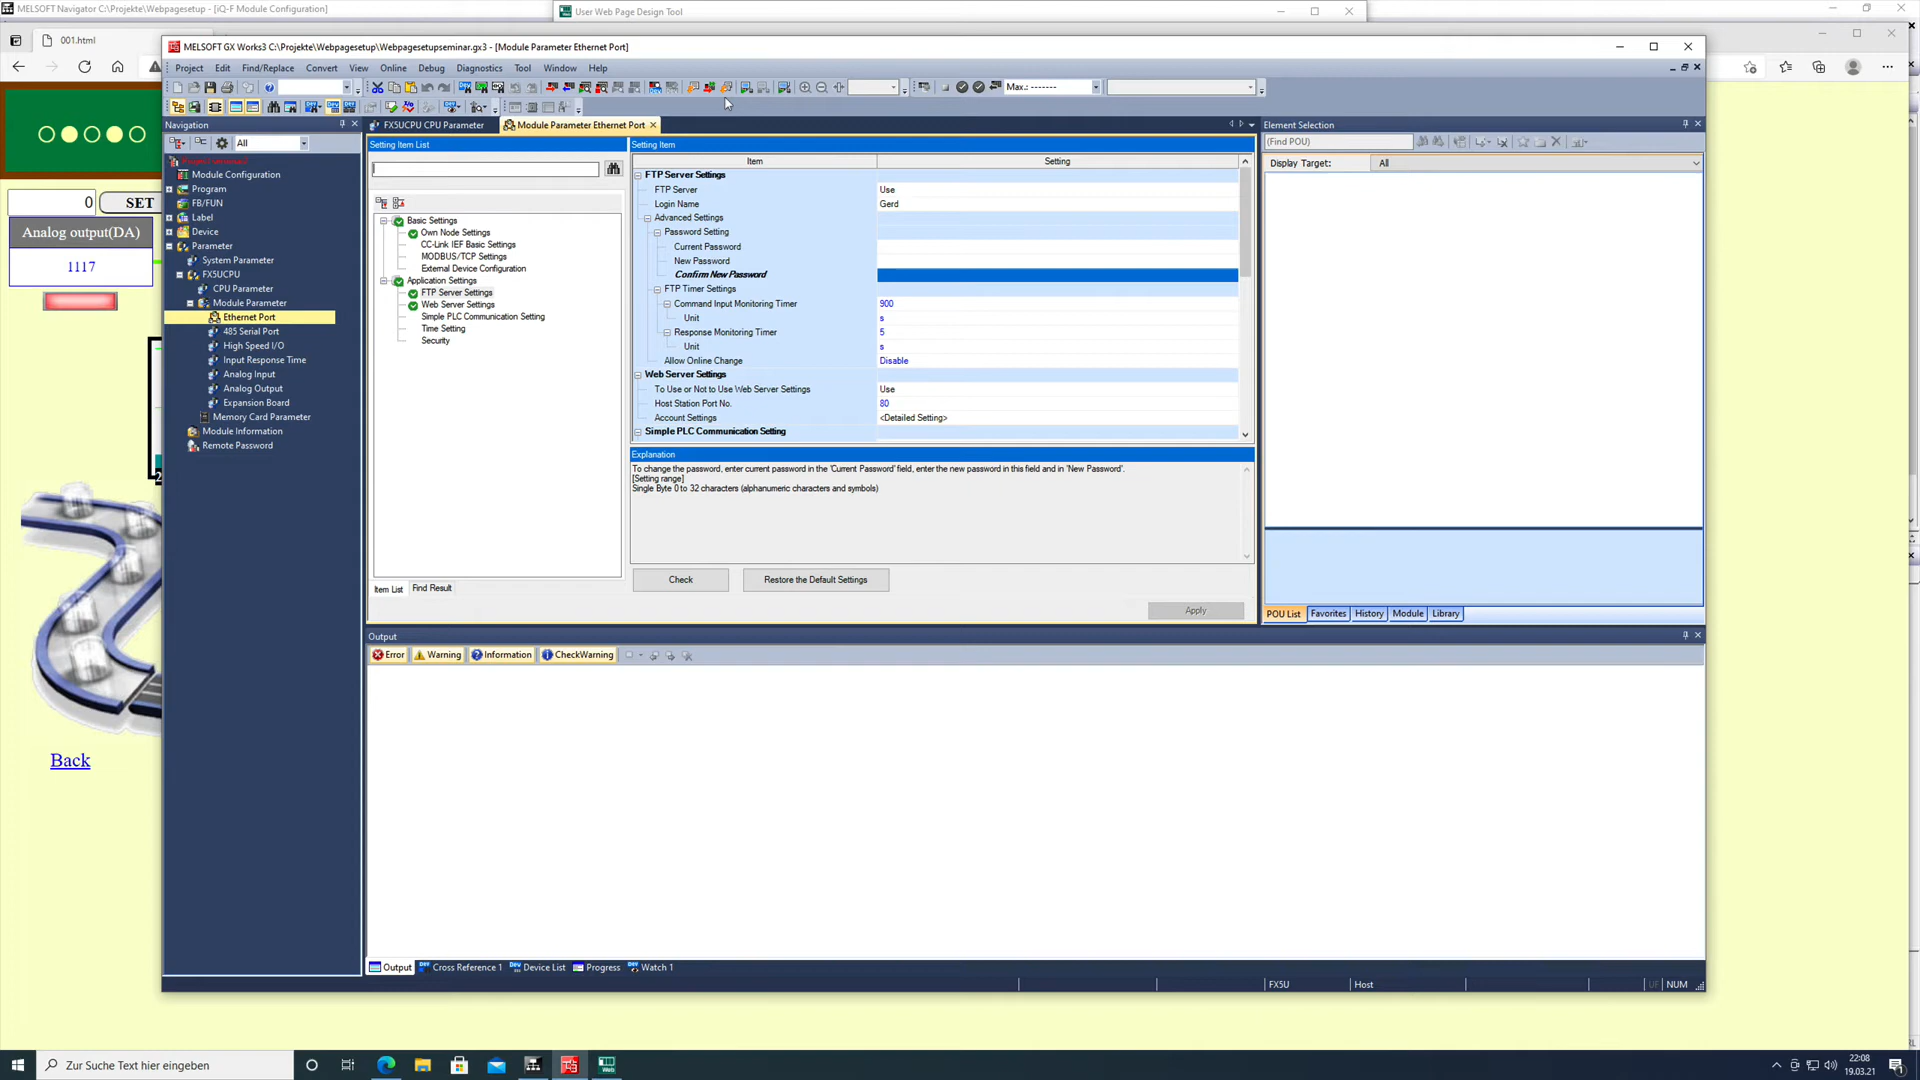 MELSOFT Navigator C:\Projekte\Webpagesetup - [iQ-F Module Configuration]
User Web Page Design Tool
001.html
MELSOFT GX Works3 C:\Projekte\Webpagesetup\Webpagesetupseminar.gx3 - [Module Parameter Ethernet Port]
Project Edit Find/Replace Convert View Online Debug Diagnostics Tool Window Help
Max.: -------
Navigation
FX5UCPU CPU Parameter
Module Parameter Ethernet Port
Element Selection
All
Setting Item List
Setting Item
(Find POU)
Display Target: All
Module Configuration
Program
FB/FUN
Label
Device
Parameter
System Parameter
FX5UCPU
CPU Parameter
Module Parameter
Ethernet Port
485 Serial Port
High Speed I/O
Input Response Time
Analog Input
Analog Output
Expansion Board
Memory Card Parameter
Module Information
Remote Password
Basic Settings
Own Node Settings
CC-Link IEF Basic Settings
MODBUS/TCP Settings
External Device Configuration
Application Settings
FTP Server Settings
Web Server Settings
Simple PLC Communication Setting
Time Setting
Security
Item List
Find Result
Item Setting
FTP Server Settings
FTP Server Use
Login Name Gerd
Advanced Settings
Password Setting
Current Password
New Password
Confirm New Password
FTP Timer Settings
Command Input Monitoring Timer 900
Unit s
Response Monitoring Timer 5
Unit s
Allow Online Change Disable
Web Server Settings
To Use or Not to Use Web Server Settings Use
Host Station Port No. 80
Account Settings <Detailed Setting>
Simple PLC Communication Setting
Explanation
To change the password, enter current password in the 'Current Password' field, enter the new password in this field and in 'New Password'.
[Setting range]
Single Byte 0 to 32 characters (alphanumeric characters and symbols)
Check
Restore the Default Settings
Apply
POU List Favorites History Module Library
Output
Error Warning Information CheckWarning
Output Cross Reference 1 Device List Progress Watch 1
FX5U Host NUM
0
SET
Analog output(DA)
1117
Back
Zur Suche Text hier eingeben
22:08
19.03.21